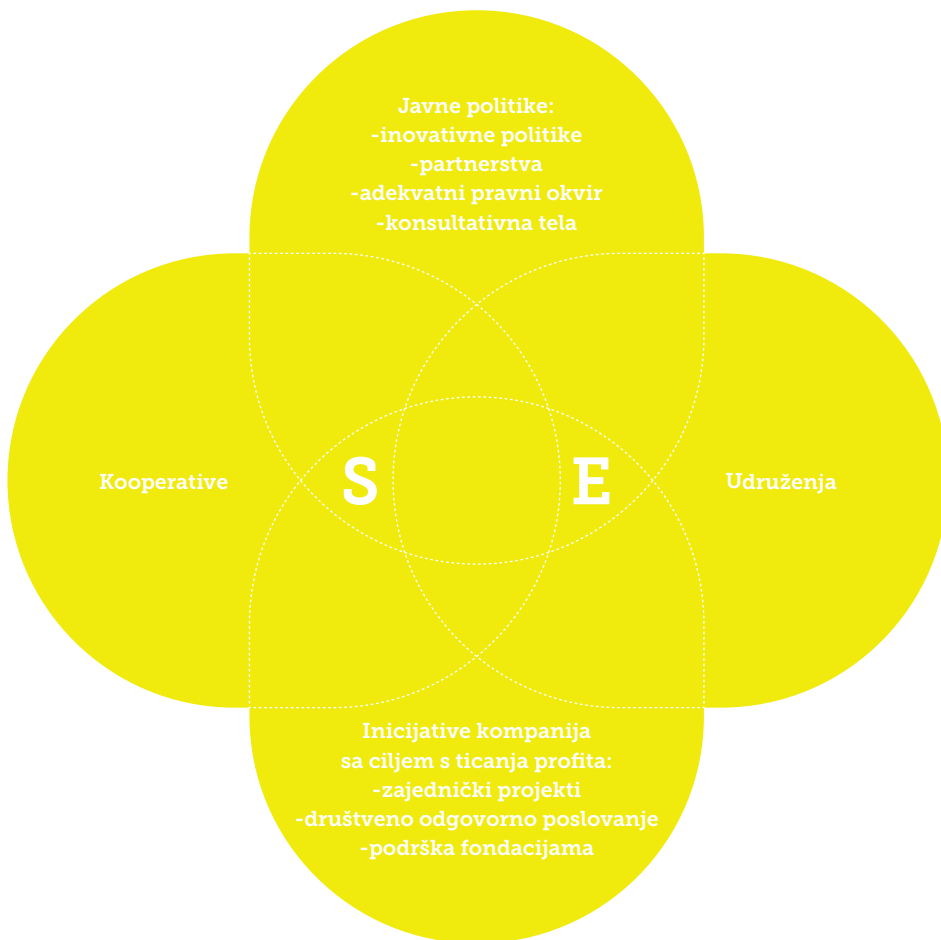 Javne politike:
-inovativne politike
-partnerstva
-adekvatni pravni okvir
-konsultativna tela
Kooperative
S E
Udruženja
Inicijative kompanija
sa ciljem s ticanja profita:
-zajednički projekti
-društveno odgovorno poslovanje
-podrška fondacijama